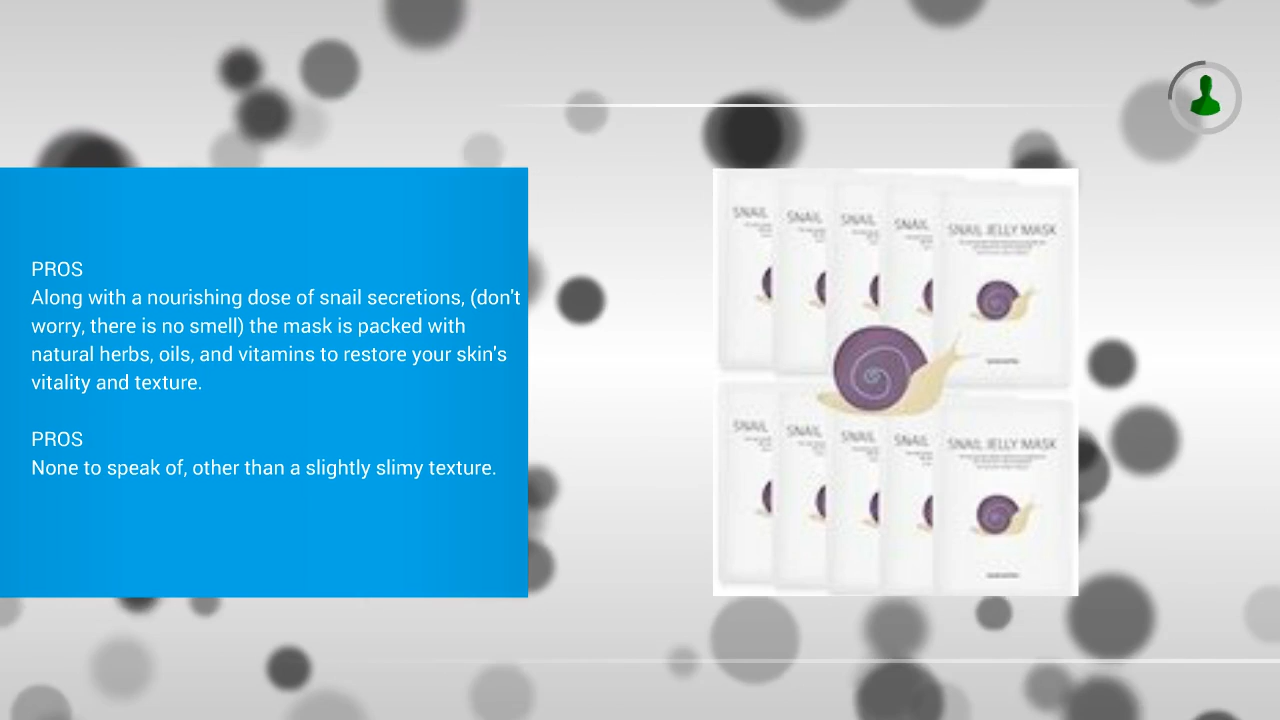 PROS
Along with a nourishing dose of snail secretions, (don't
worry, there is no smell) the mask is packed with
natural herbs, oils, and vitamins to restore your skin's
vitality and texture.
PROS
None to speak of, other than a slightly slimy texture.
SNAIL
SNAIL
SNAIL
SNAIL
SNAIL JELLY MASK
SNAIL
SNAIL
SNAIL
SNAIL
SNAIL JELLY MASK